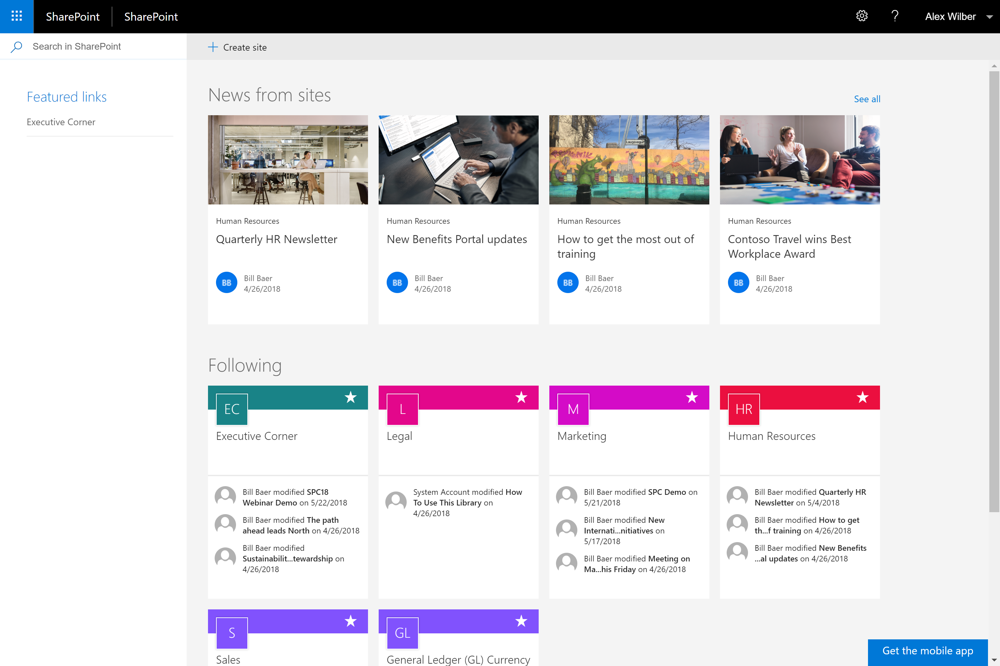 SharePoint
SharePoint
Alex Wilber
Search in SharePoint
Create site
Featured links
Executive Corner
News from sites
See all
Laugavegur
Human Resources
Quarterly HR Newsletter
BB
Bill Baer
4/26/2018
Human Resources
New Benefits Portal updates
BB
Bill Baer
4/26/2018
Human Resources
How to get the most out of
training
BB
Bill Baer
4/26/2018
Human Resources
Contoso Travel wins Best
Workplace Award
BB
Bill Baer
4/26/2018
Following
EC
Executive Corner
Bill Baer modified SPC18
Webinar Demo on 5/22/2018
Bill Baer modified The path
ahead leads North on 4/26/2018
Bill Baer modified
Sustainabilit...tewardship on
4/26/2018
L
Legal
System Account modified How
To Use This Library on
4/26/2018
M
Marketing
Bill Baer modified SPC Demo on
5/21/2018
Bill Baer modified New
Internati...nitiatives on
5/17/2018
Bill Baer modified Meeting on
Ma...his Friday on 4/26/2018
HR
Human Resources
Bill Baer modified Quarterly HR
Newsletter on 5/4/2018
Bill Baer modified How to get
th...f training on 4/26/2018
Bill Baer modified New Benefits
...al updates on 4/26/2018
S
Sales
GL
General Ledger (GL) Currency
Get the mobile app